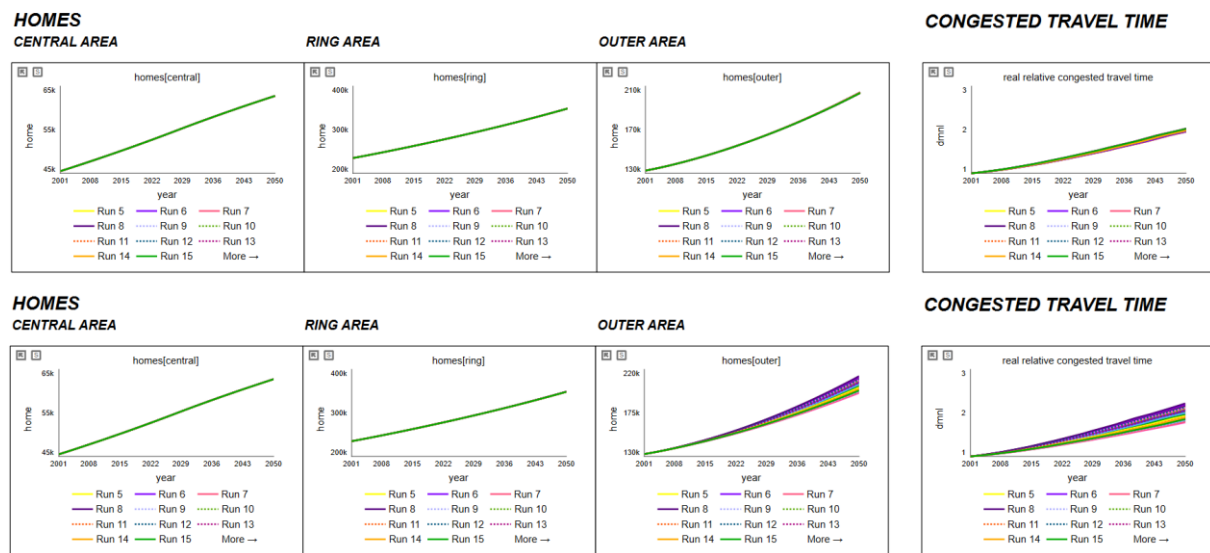 HOMES
CONGESTED TRAVEL TIME
CENTRAL AREA
RING AREA
OUTER AREA
homes[central]
65k
55k
45k
home
2001 2008 2015 2022 2029 2036 2043 2050
year
Run 5 Run 6 Run 7
Run 8 Run 9 Run 10
Run 11 Run 12 Run 13
Run 14 Run 15 More →
homes[ring]
400k
300k
200k
home
2001 2008 2015 2022 2029 2036 2043 2050
year
Run 5 Run 6 Run 7
Run 8 Run 9 Run 10
Run 11 Run 12 Run 13
Run 14 Run 15 More →
homes[outer]
210k
170k
130k
home
2001 2008 2015 2022 2029 2036 2043 2050
year
Run 5 Run 6 Run 7
Run 8 Run 9 Run 10
Run 11 Run 12 Run 13
Run 14 Run 15 More →
real relative congested travel time
3
2
1
dmnl
2001 2008 2015 2022 2029 2036 2043 2050
year
Run 5 Run 6 Run 7
Run 8 Run 9 Run 10
Run 11 Run 12 Run 13
Run 14 Run 15 More →
HOMES
CONGESTED TRAVEL TIME
CENTRAL AREA
RING AREA
OUTER AREA
homes[central]
65k
55k
45k
home
2001 2008 2015 2022 2029 2036 2043 2050
year
Run 5 Run 6 Run 7
Run 8 Run 9 Run 10
Run 11 Run 12 Run 13
Run 14 Run 15 More →
homes[ring]
400k
300k
200k
home
2001 2008 2015 2022 2029 2036 2043 2050
year
Run 5 Run 6 Run 7
Run 8 Run 9 Run 10
Run 11 Run 12 Run 13
Run 14 Run 15 More →
homes[outer]
220k
175k
130k
home
2001 2008 2015 2022 2029 2036 2043 2050
year
Run 5 Run 6 Run 7
Run 8 Run 9 Run 10
Run 11 Run 12 Run 13
Run 14 Run 15 More →
real relative congested travel time
3
2
1
dmnl
2001 2008 2015 2022 2029 2036 2043 2050
year
Run 5 Run 6 Run 7
Run 8 Run 9 Run 10
Run 11 Run 12 Run 13
Run 14 Run 15 More →